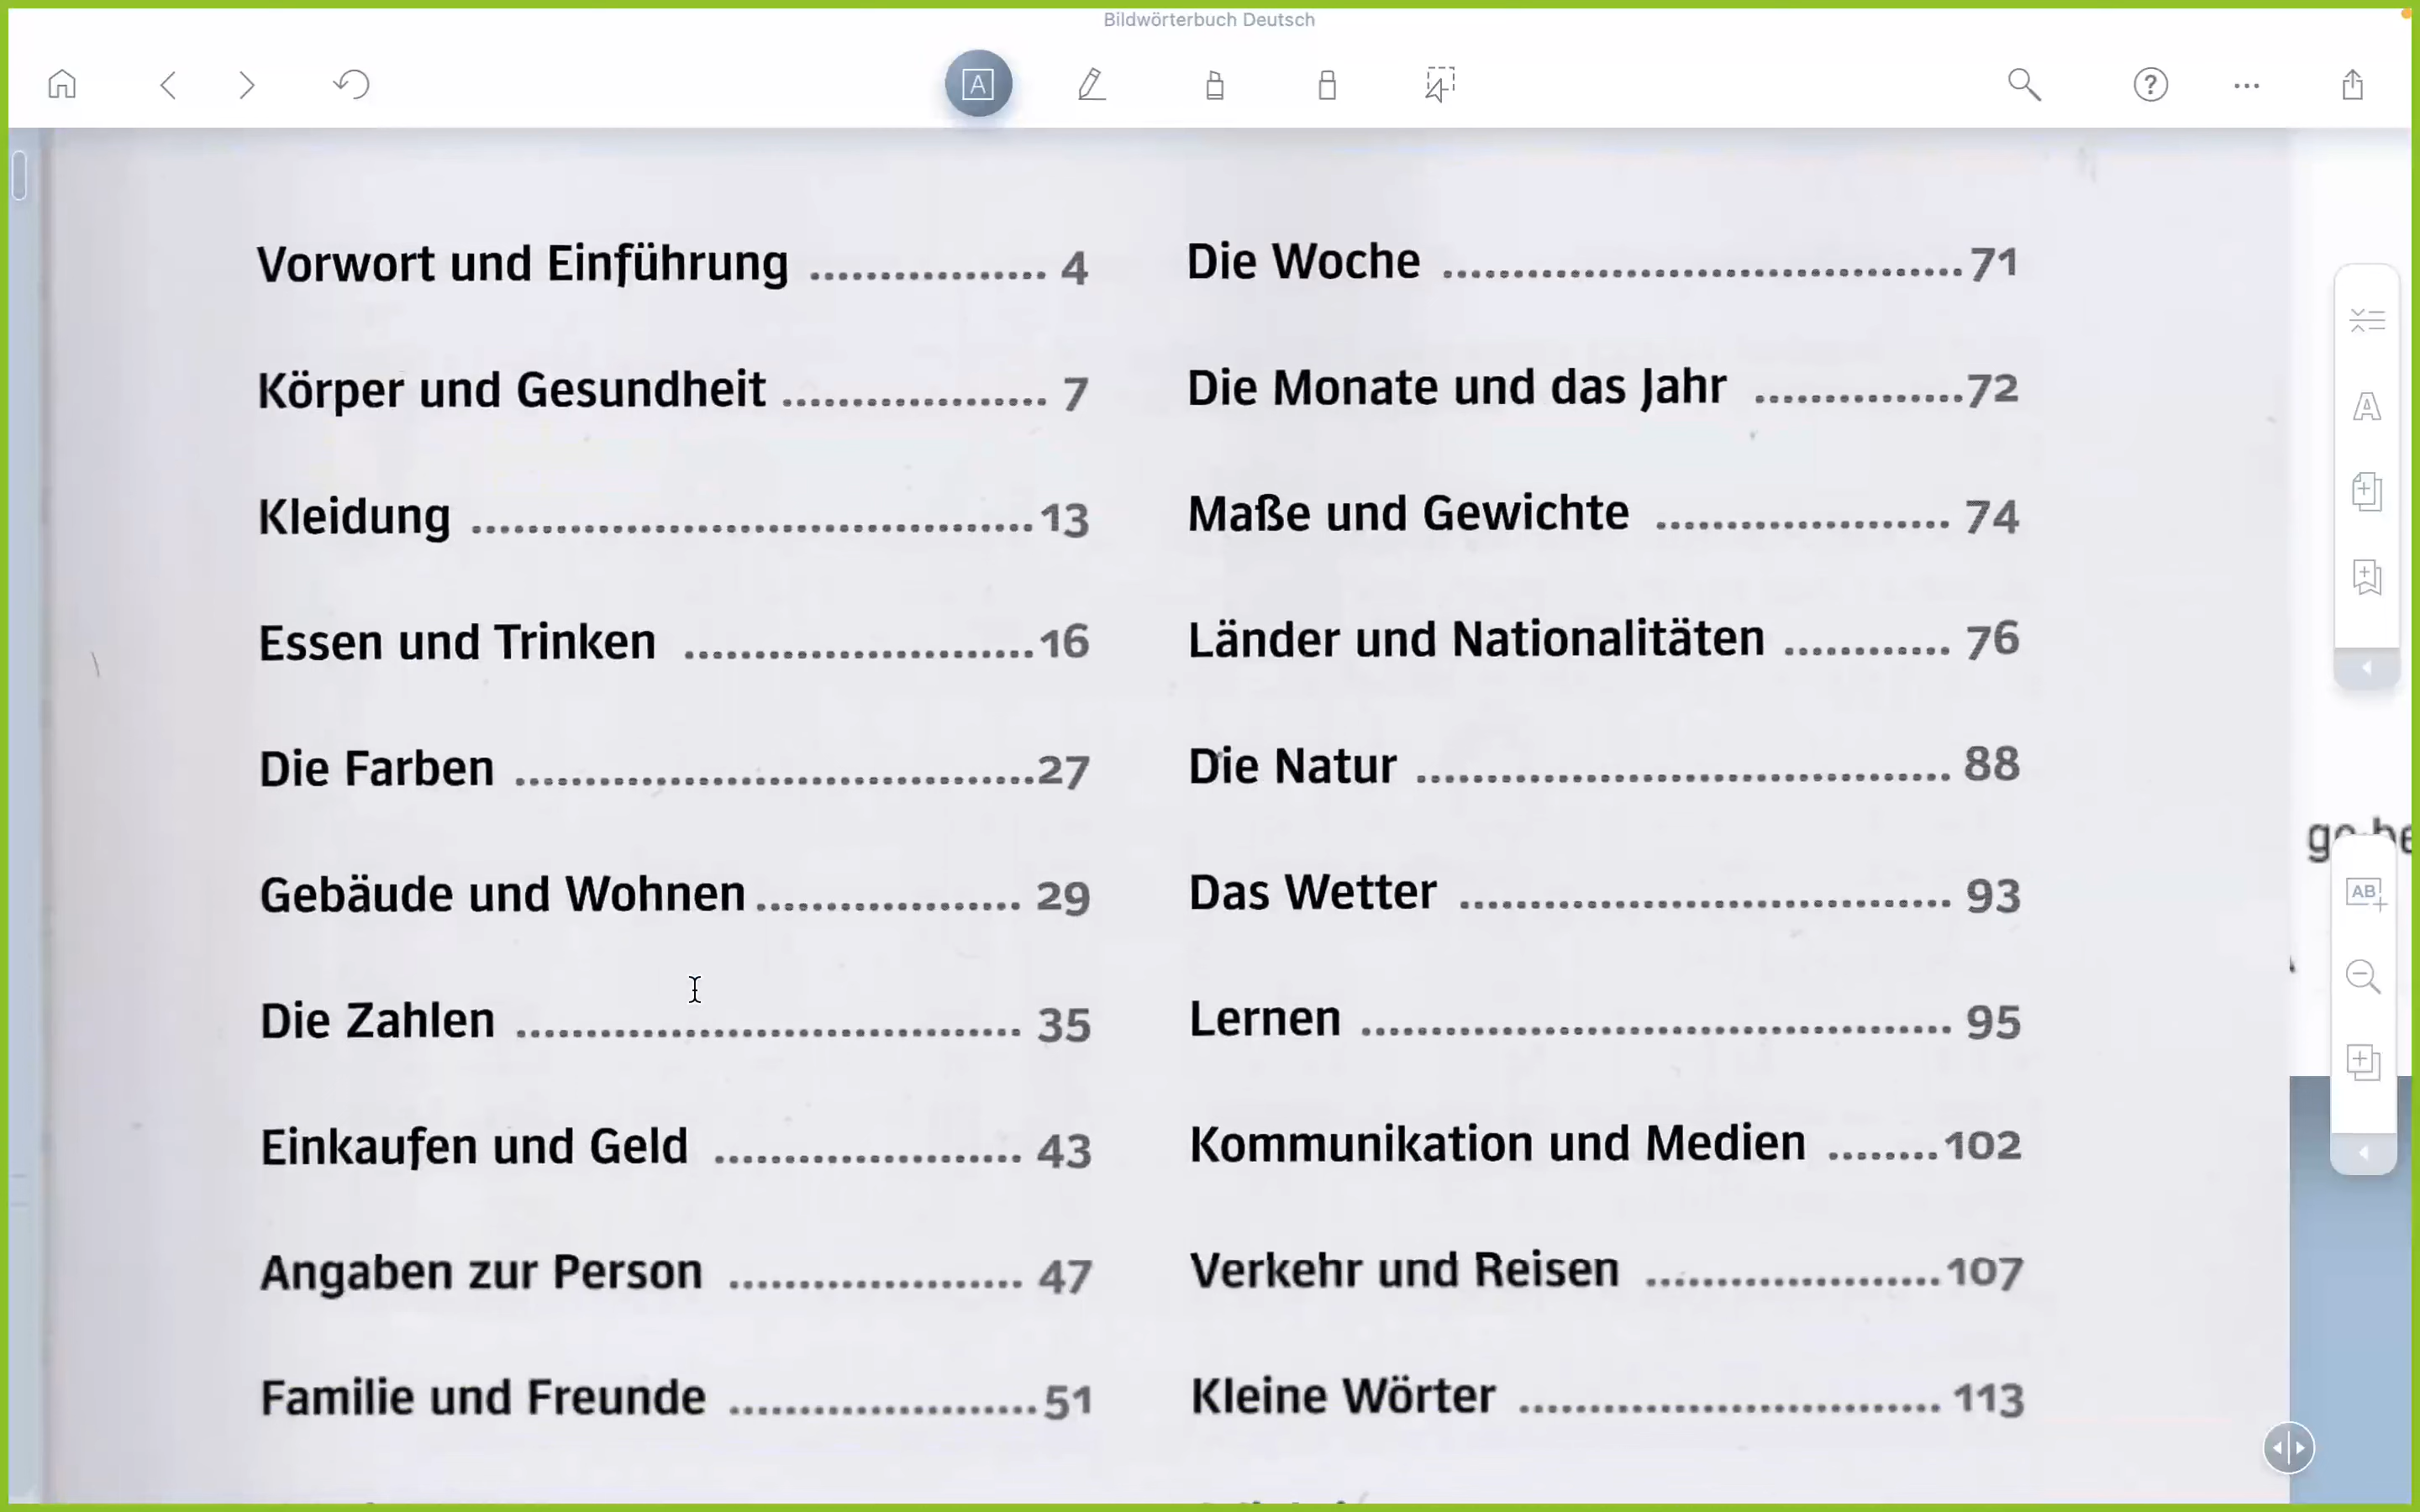 Bildwörterbuch Deutsch
A
Vorwort und Einführung ................. 4
Körper und Gesundheit ................... 7
Kleidung ........................................13
Essen und Trinken .........................16
Die Farben .....................................27
Gebäude und Wohnen................... 29
Die Zahlen .................................... 35
Einkaufen und Geld ...................... 43
Angaben zur Person ..................... 47
Familie und Freunde ......................51
Die Woche .....................................71
Die Monate und das Jahr ...............72
Maße und Gewichte ..................... 74
Länder und Nationalitäten ............ 76
Die Natur ...................................... 88
Das Wetter ................................... 93
Lernen .......................................... 95
Kommunikation und Medien ........102
Verkehr und Reisen .....................107
Kleine Wörter .............................. 113
A
AB